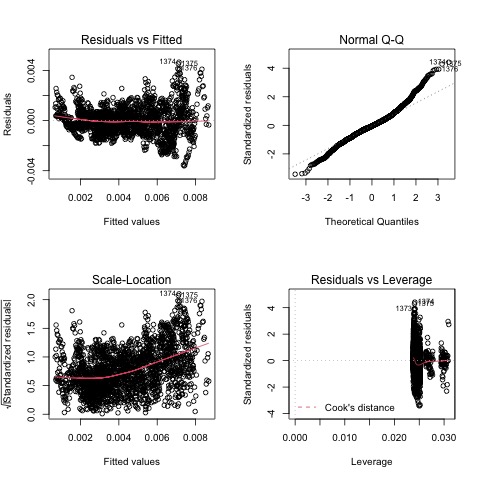 Residuals vs Fitted
Residuals
-0.004 0.000 0.004
1374 1375
1376
0.002 0.004 0.006 0.008
Fitted values
Normal Q-Q
Standardized residuals
-2 0 2 4
1374 1375
1376
-3 -2 -1 0 1 2 3
Theoretical Quantiles
Scale-Location
√|Standardized residuals|
0.0 0.5 1.0 1.5 2.0
1374 1375
1376
0.002 0.004 0.006 0.008
Fitted values
Residuals vs Leverage
Standardized residuals
-4 -2 0 2 4
1374
1373 1375
Cook's distance
0.000 0.010 0.020 0.030
Leverage